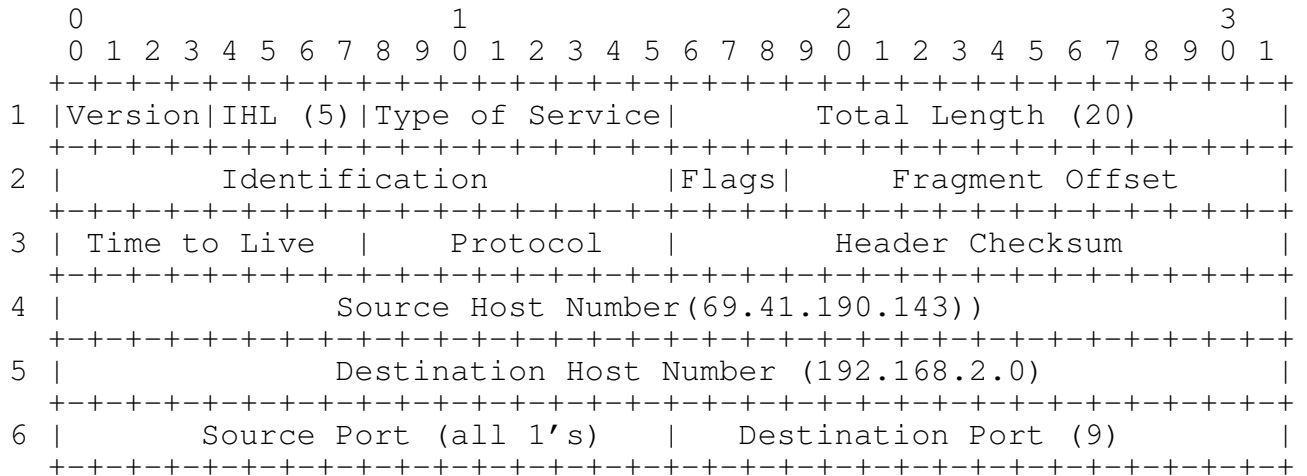 0                   1                   2                   3
0 1 2 3 4 5 6 7 8 9 0 1 2 3 4 5 6 7 8 9 0 1 2 3 4 5 6 7 8 9 0 1
+-+-+-+-+-+-+-+-+-+-+-+-+-+-+-+-+-+-+-+-+-+-+-+-+-+-+-+-+-+-+-+-+
1 |Version|IHL (5)|Type of Service|       Total Length (20)       |
+-+-+-+-+-+-+-+-+-+-+-+-+-+-+-+-+-+-+-+-+-+-+-+-+-+-+-+-+-+-+-+-+
2 |        Identification         |Flags|     Fragment Offset     |
+-+-+-+-+-+-+-+-+-+-+-+-+-+-+-+-+-+-+-+-+-+-+-+-+-+-+-+-+-+-+-+-+
3 | Time to Live  |    Protocol   |        Header Checksum        |
+-+-+-+-+-+-+-+-+-+-+-+-+-+-+-+-+-+-+-+-+-+-+-+-+-+-+-+-+-+-+-+-+
4 |              Source Host Number(69.41.190.143))               |
+-+-+-+-+-+-+-+-+-+-+-+-+-+-+-+-+-+-+-+-+-+-+-+-+-+-+-+-+-+-+-+-+
5 |              Destination Host Number (192.168.2.0)            |
+-+-+-+-+-+-+-+-+-+-+-+-+-+-+-+-+-+-+-+-+-+-+-+-+-+-+-+-+-+-+-+-+
6 |       Source Port (all 1’s)   |   Destination Port (9)        |
+-+-+-+-+-+-+-+-+-+-+-+-+-+-+-+-+-+-+-+-+-+-+-+-+-+-+-+-+-+-+-+-+